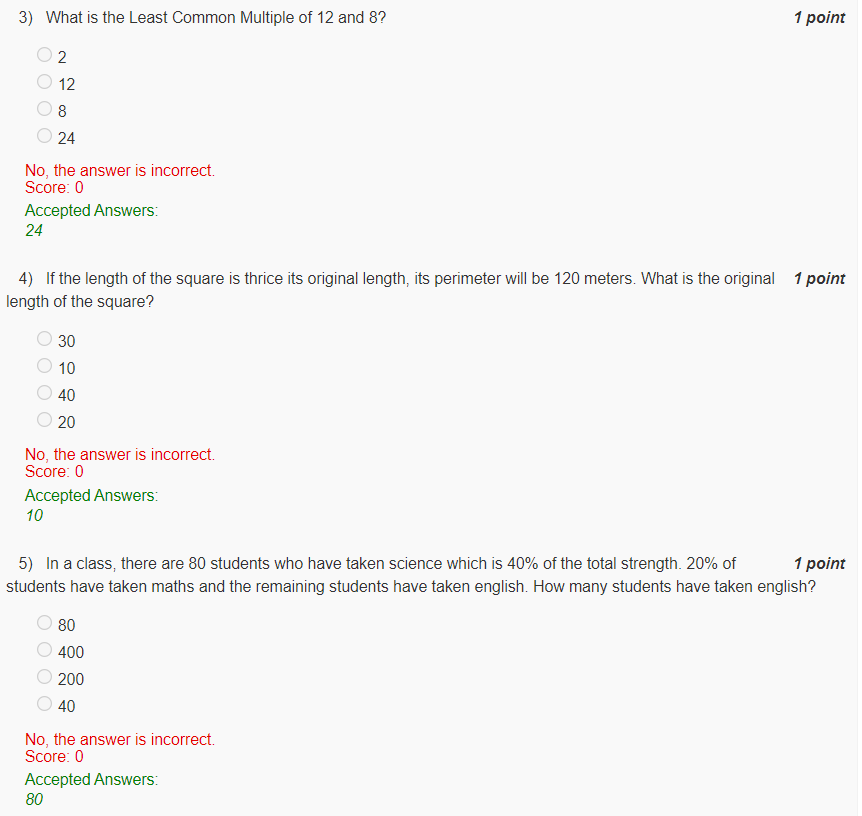 3) What is the Least Common Multiple of 12 and 8? 1 point
2
12
8
24
No, the answer is incorrect.
Score: 0
Accepted Answers:
24
4) If the length of the square is thrice its original length, its perimeter will be 120 meters. What is the original 1 point
length of the square?
30
10
40
20
No, the answer is incorrect.
Score: 0
Accepted Answers:
10
5) In a class, there are 80 students who have taken science which is 40% of the total strength. 20% of 1 point
students have taken maths and the remaining students have taken english. How many students have taken english?
80
400
200
40
No, the answer is incorrect.
Score: 0
Accepted Answers:
80